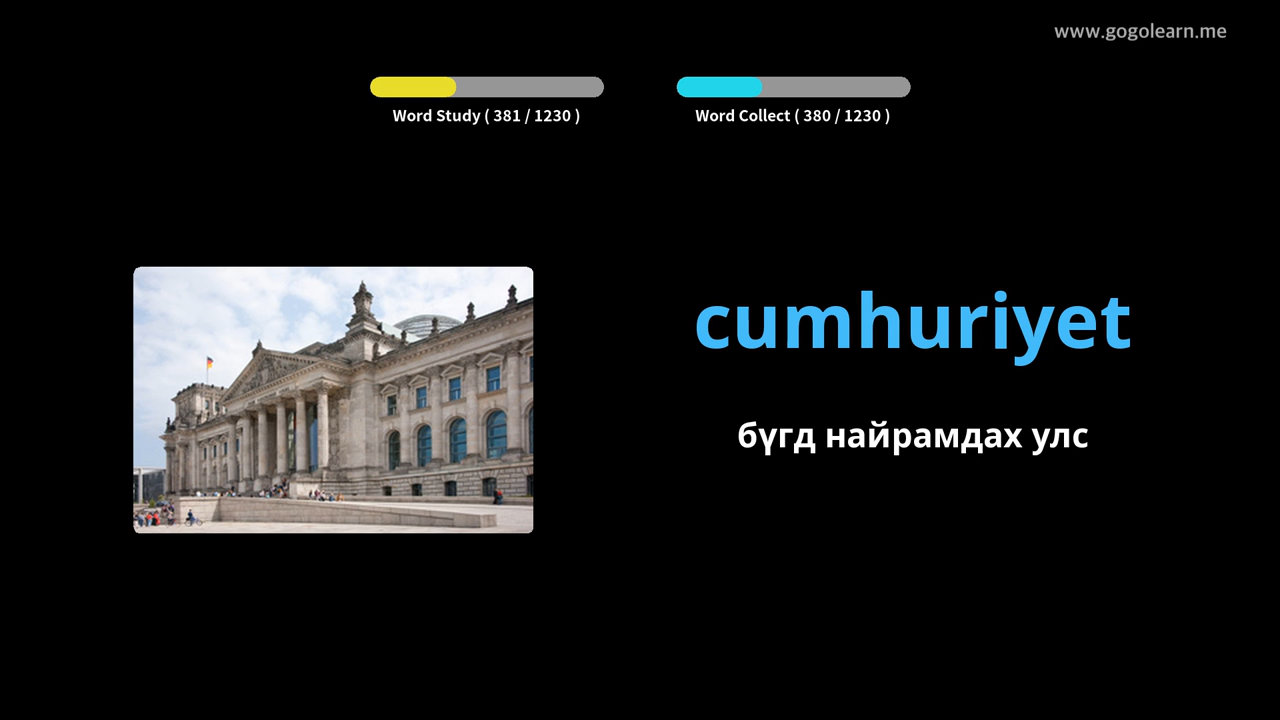 www.gogolearn.me
Word Study ( 381 / 1230 )
Word Collect ( 380 / 1230 )
cumhuriyet
бүгд найрамдах улс